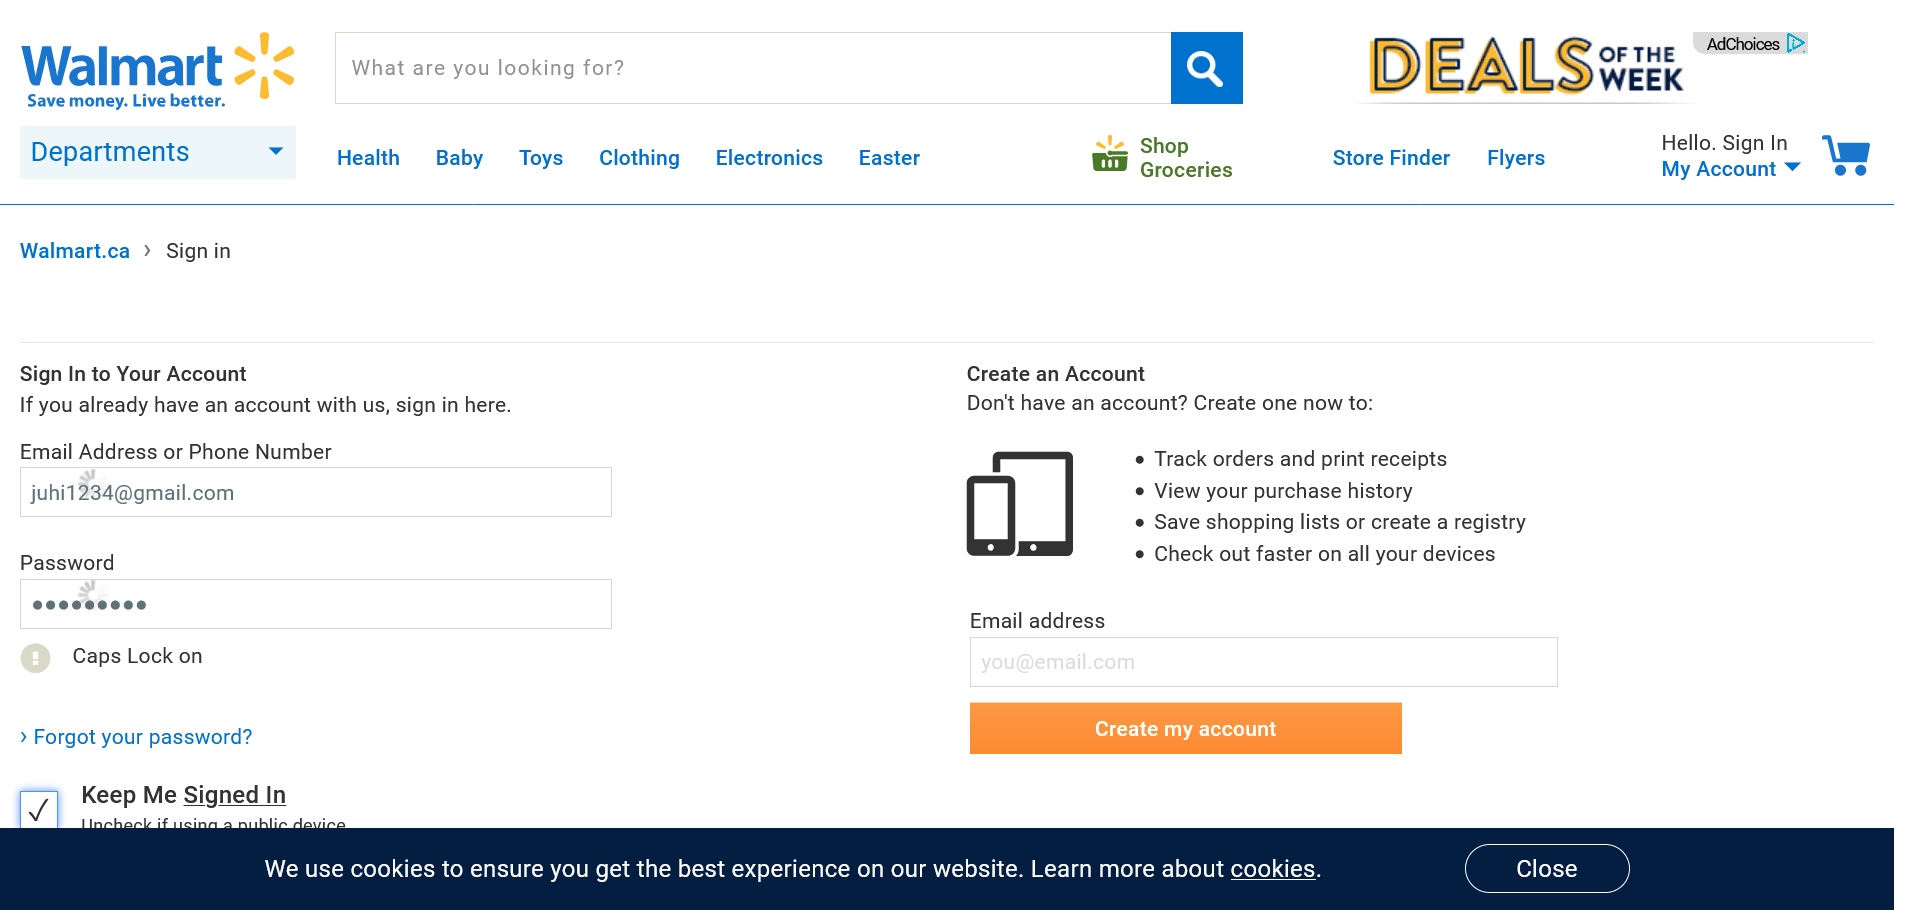 Walmart
Save money. Live better.
What are you looking for?
DEALS OF THE WEEK
AdChoices
Departments
Health Baby Toys Clothing Electronics Easter
Shop Groceries
Store Finder Flyers
Hello. Sign In
My Account
Walmart.ca › Sign in
Sign In to Your Account
If you already have an account with us, sign in here.
Email Address or Phone Number
juhi1234@gmail.com
Password
•••••••••
Caps Lock on
› Forgot your password?
Keep Me Signed In
Uncheck if using a public device
Create an Account
Don't have an account? Create one now to:
• Track orders and print receipts
• View your purchase history
• Save shopping lists or create a registry
• Check out faster on all your devices
Email address
you@email.com
Create my account
We use cookies to ensure you get the best experience on our website. Learn more about cookies.
Close